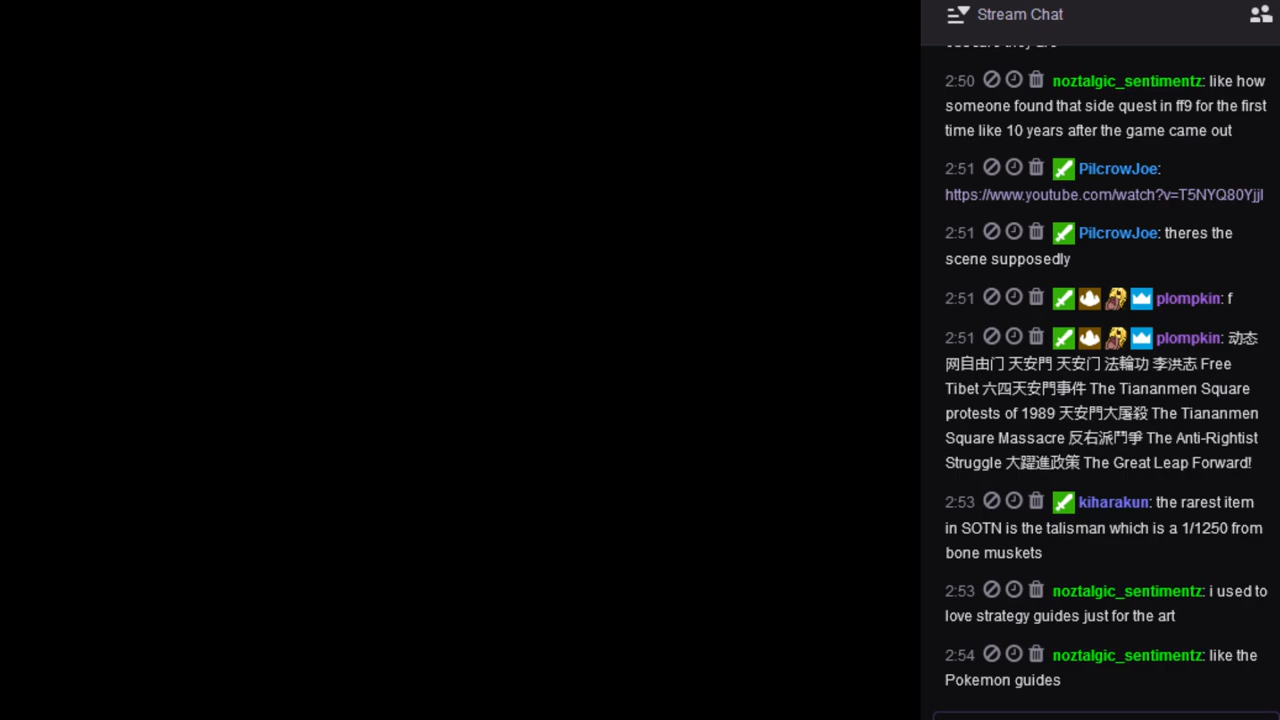 Stream Chat
2:50 noztalgic_sentimentz: like how
someone found that side quest in ff9 for the first
time like 10 years after the game came out
2:51 PilcrowJoe:
https://www.youtube.com/watch?v=T5NYQ80YjjI
2:51 PilcrowJoe: theres the
scene supposedly
2:51 plompkin: f
2:51 plompkin: 动态
网自由门 天安門 天安门 法輪功 李洪志 Free
Tibet 六四天安門事件 The Tiananmen Square
protests of 1989 天安門大屠殺 The Tiananmen
Square Massacre 反右派鬥爭 The Anti-Rightist
Struggle 大躍進政策 The Great Leap Forward!
2:53 kiharakun: the rarest item
in SOTN is the talisman which is a 1/1250 from
bone muskets
2:53 noztalgic_sentimentz: i used to
love strategy guides just for the art
2:54 noztalgic_sentimentz: like the
Pokemon guides